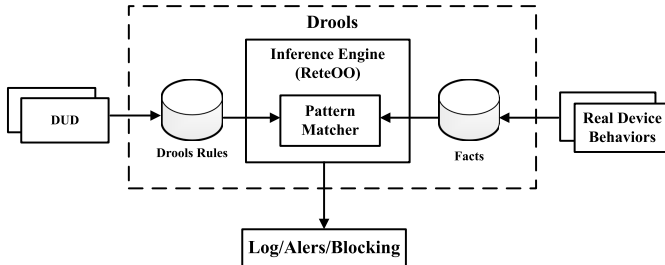 Drools
Inference Engine
(ReteOO)
DUD
Pattern
Matcher
Real Device
Behaviors
Drools Rules
Facts
Log/Alers/Blocking